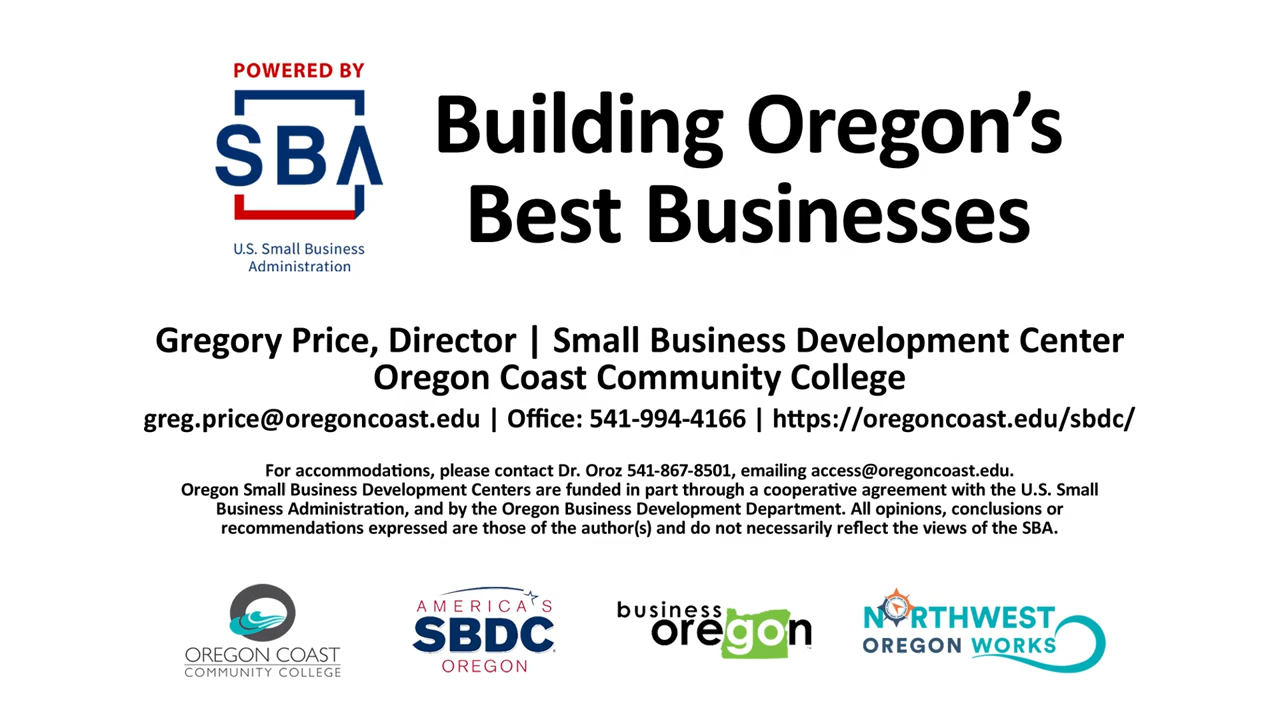 POWERED BY
SBA
U.S. Small Business
Administration
Building Oregon’s
Best Businesses
Gregory Price, Director | Small Business Development Center
Oregon Coast Community College
greg.price@oregoncoast.edu | Office: 541-994-4166 | https://oregoncoast.edu/sbdc/
For accommodations, please contact Dr. Oroz 541-867-8501, emailing access@oregoncoast.edu.
Oregon Small Business Development Centers are funded in part through a cooperative agreement with the U.S. Small
Business Administration, and by the Oregon Business Development Department. All opinions, conclusions or
recommendations expressed are those of the author(s) and do not necessarily reflect the views of the SBA.
OREGON COAST
COMMUNITY COLLEGE
AMERICA'S
SBDC
OREGON
business
oregon
NORTHWEST
OREGON WORKS